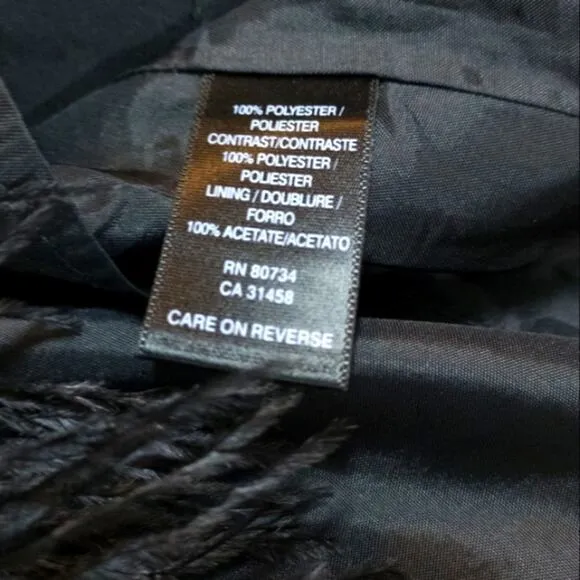 100% POLYESTER /
POLIESTER
CONTRAST/CONTRASTE
100% POLYESTER /
POLIESTER
LINING / DOUBLURE /
FORRO
100% ACETATE/ACETATO
RN 80734
CA 31458
CARE ON REVERSE